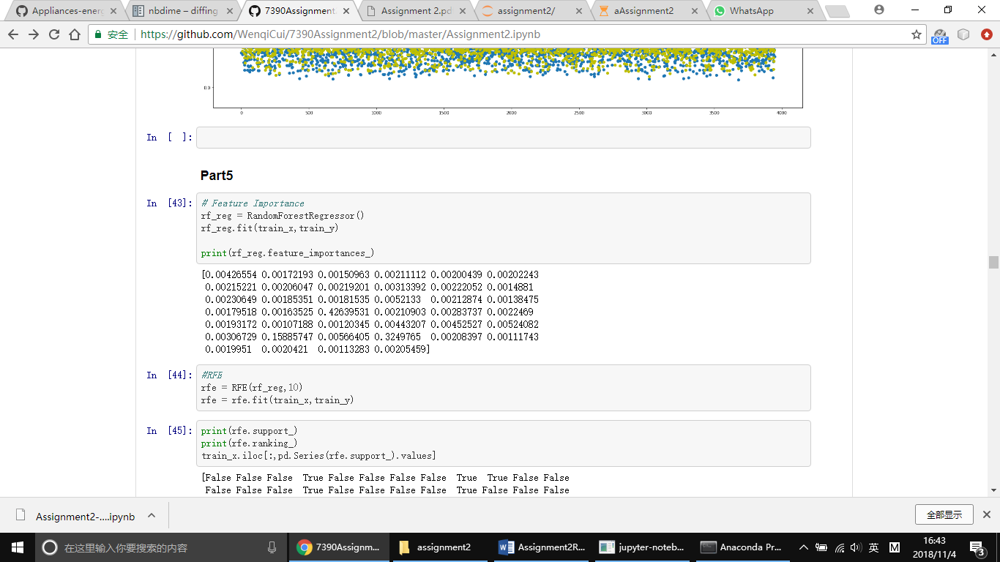 Appliances-energ
nbdime – diffing
7390Assignment
Assignment 2.pd
assignment2/
aAssignment2
WhatsApp
安全 https://github.com/WenqiCui/7390Assignment2/blob/master/Assignment2.ipynb
OFF
0.0
0 500 1000 1500 2000 2500 3000 3500 4000
In [ ]:
Part5
In [43]: # Feature Importance
rf_reg = RandomForestRegressor()
rf_reg.fit(train_x,train_y)
print(rf_reg.feature_importances_)
[0.00426554 0.00172193 0.00150963 0.00211112 0.00200439 0.00202243
0.00215221 0.00206047 0.00219201 0.00313392 0.00222052 0.0014881
0.00230649 0.00185351 0.00181535 0.0052133 0.00212874 0.00138475
0.00179518 0.00163525 0.42639531 0.00210903 0.00283737 0.0022469
0.00193172 0.00107188 0.00120345 0.00443207 0.00452527 0.00524082
0.00306729 0.15885747 0.00566405 0.3249765 0.00208397 0.00111743
0.0019951 0.0020421 0.00113283 0.00205459]
In [44]: #RFE
rfe = RFE(rf_reg,10)
rfe = rfe.fit(train_x,train_y)
In [45]: print(rfe.support_)
print(rfe.ranking_)
train_x.iloc[:,pd.Series(rfe.support_).values]
[False False False True False False False False True True False False
False False False True False False False False True False False False
Assignment2-....ipynb
全部显示
在这里输入你要搜索的内容
7390Assignm...
assignment2
Assignment2R...
jupyter-noteb...
Anaconda Pr...
英
M
16:43
2018/11/4
3